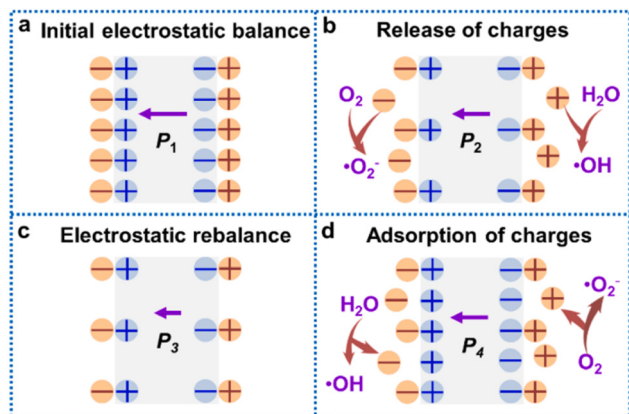 a Initial electrostatic balance
P₁
b Release of charges
O₂
H₂O
P₂
·O₂⁻
·OH
c Electrostatic rebalance
P₃
d Adsorption of charges
·O₂⁻
H₂O
P₄
O₂
·OH